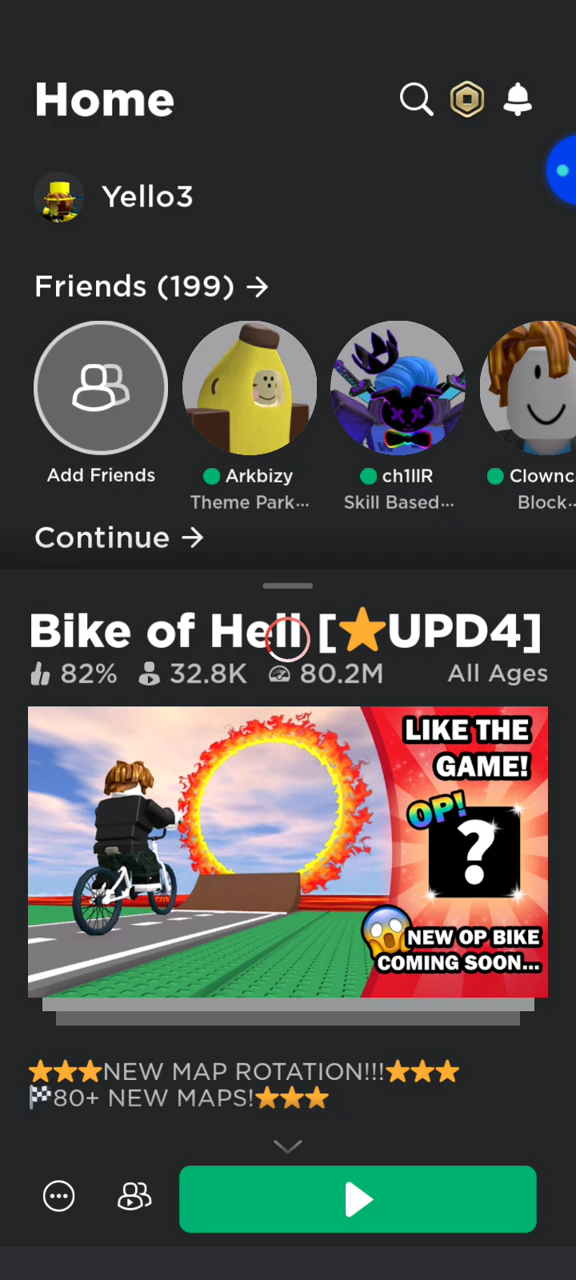 Home
Yello3
Friends (199) →
Add Friends
Arkbizy
Theme Park...
ch1llR
Skill Based...
Clownc
Block...
Continue →
Bike of Hell [⭐UPD4]
82% 32.8K 80.2M All Ages
LIKE THE
GAME!
OP!
?
NEW OP BIKE
COMING SOON...
⭐⭐⭐NEW MAP ROTATION!!!⭐⭐⭐
🏁80+ NEW MAPS!⭐⭐⭐